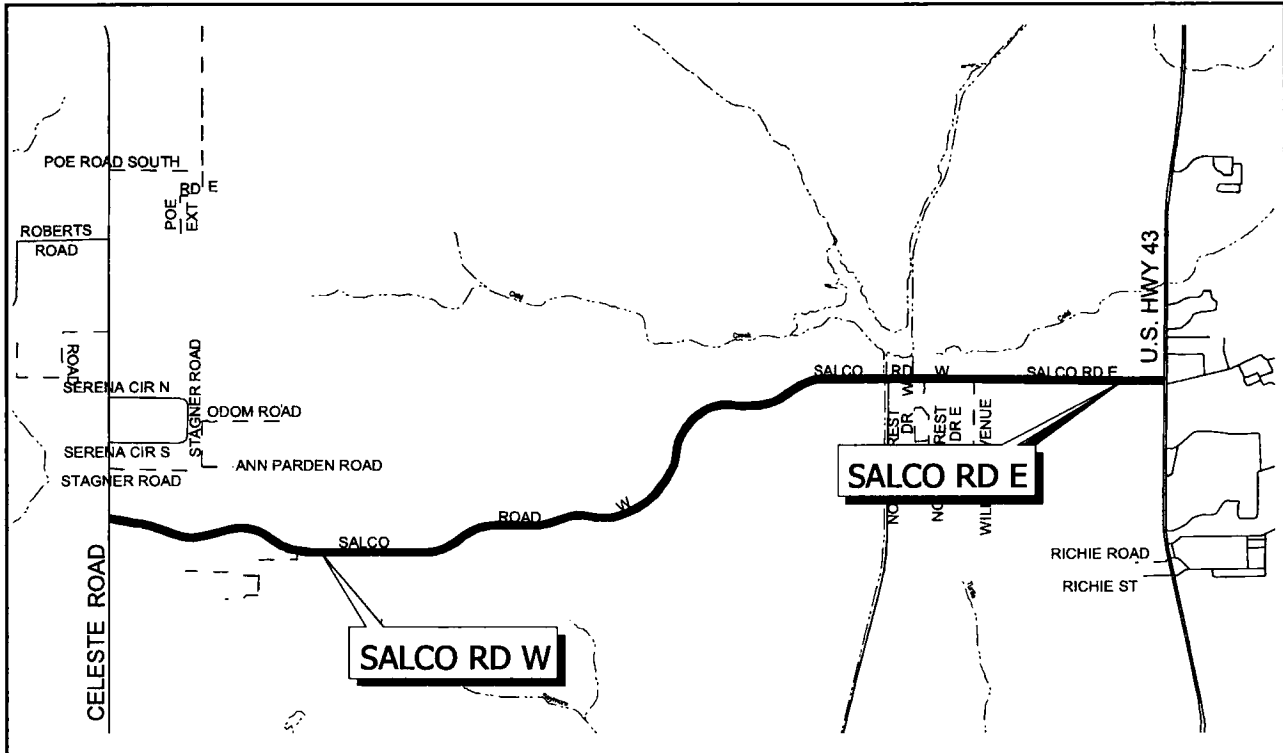 POE ROAD SOUTH
RD E
POE
EXT
ROBERTS
ROAD
U.S. HWY 43
ROAD
STAGNER ROAD
SERENA CIR N
ODOM ROAD
SERENA CIR S
ANN PARDEN ROAD
STAGNER ROAD
Creek
SALCO RD W
SALCO RD E
DR W
DR E
SALCO RD E
ROAD W
SALCO
RICHIE ROAD
RICHIE ST
SALCO RD W
CELESTE ROAD